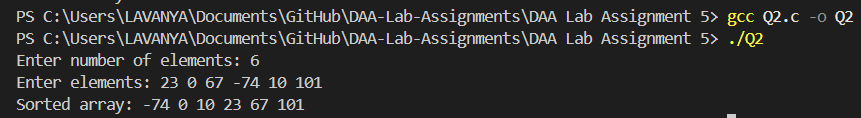 PS C:\Users\LAVANYA\Documents\GitHub\DAA-Lab-Assignments\DAA Lab Assignment 5> gcc Q2.c -o Q2
PS C:\Users\LAVANYA\Documents\GitHub\DAA-Lab-Assignments\DAA Lab Assignment 5> ./Q2
Enter number of elements: 6
Enter elements: 23 0 67 -74 10 101
Sorted array: -74 0 10 23 67 101